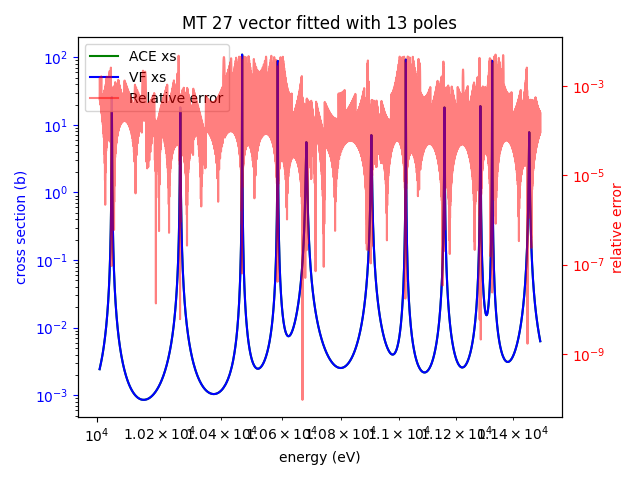 MT 27 vector fitted with 13 poles
ACE xs
VF xs
Relative error
cross section (b)
10²
10¹
10⁰
10⁻¹
10⁻²
10⁻³
relative error
10⁻³
10⁻⁵
10⁻⁷
10⁻⁹
10⁴
1.02×10⁴
1.04×10⁴
1.06×10⁴
1.08×10⁴
1.1×10⁴
1.12×10⁴
1.14×10⁴
energy (eV)